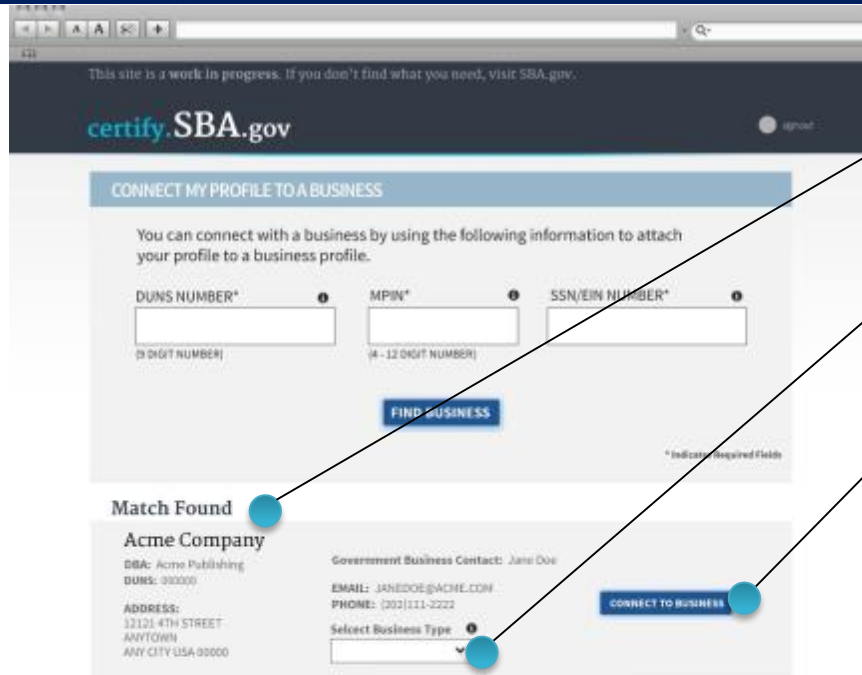 This site is a work in progress. If you don't find what you need, visit SBA.gov.
certify.SBA.gov
signout
CONNECT MY PROFILE TO A BUSINESS
You can connect with a business by using the following information to attach
your profile to a business profile.
DUNS NUMBER* MPIN* SSN/EIN NUMBER*
(9 DIGIT NUMBER) (4 - 12 DIGIT NUMBER)
FIND BUSINESS
* Indicates Required Fields
Match Found
Acme Company
DBA: Acme Publishing
DUNS: 000000
Government Business Contact: Jane Doe
EMAIL: JANEDOE@ACME.COM
PHONE: (202)111-2222
CONNECT TO BUSINESS
ADDRESS:
12121 4TH STREET
ANYTOWN
ANY CITY USA 00000
Selcect Business Type